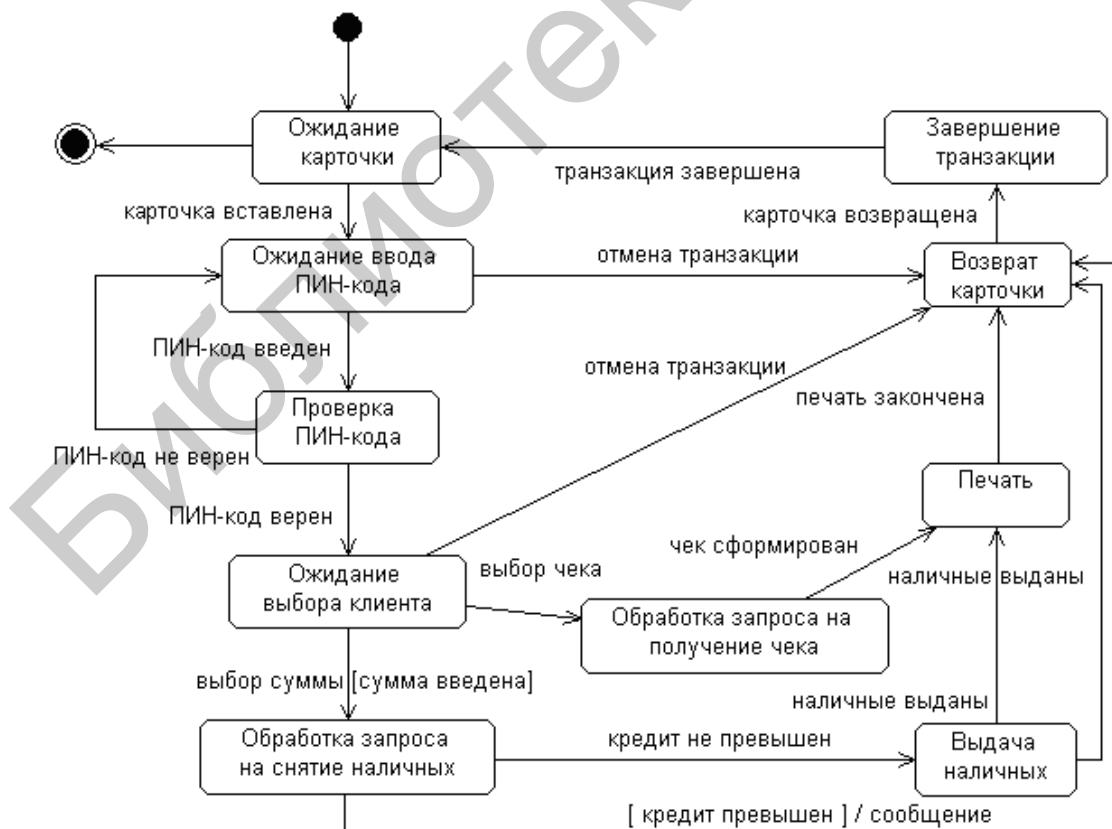 Ожидание
карточки
Завершение
транзакции
транзакция завершена
карточка вставлена
карточка возвращена
Ожидание ввода
ПИН-кода
отмена транзакции
Возврат
карточки
ПИН-код введен
отмена транзакции
печать закончена
Проверка
ПИН-кода
ПИН-код не верен
Печать
ПИН-код верен
чек сформирован
Ожидание
выбора клиента
выбор чека
наличные выданы
Обработка запроса на
получение чека
выбор суммы [сумма введена]
наличные выданы
Обработка запроса
на снятие наличных
кредит не превышен
Выдача
наличных
[ кредит превышен ] / сообщение
Библиотек